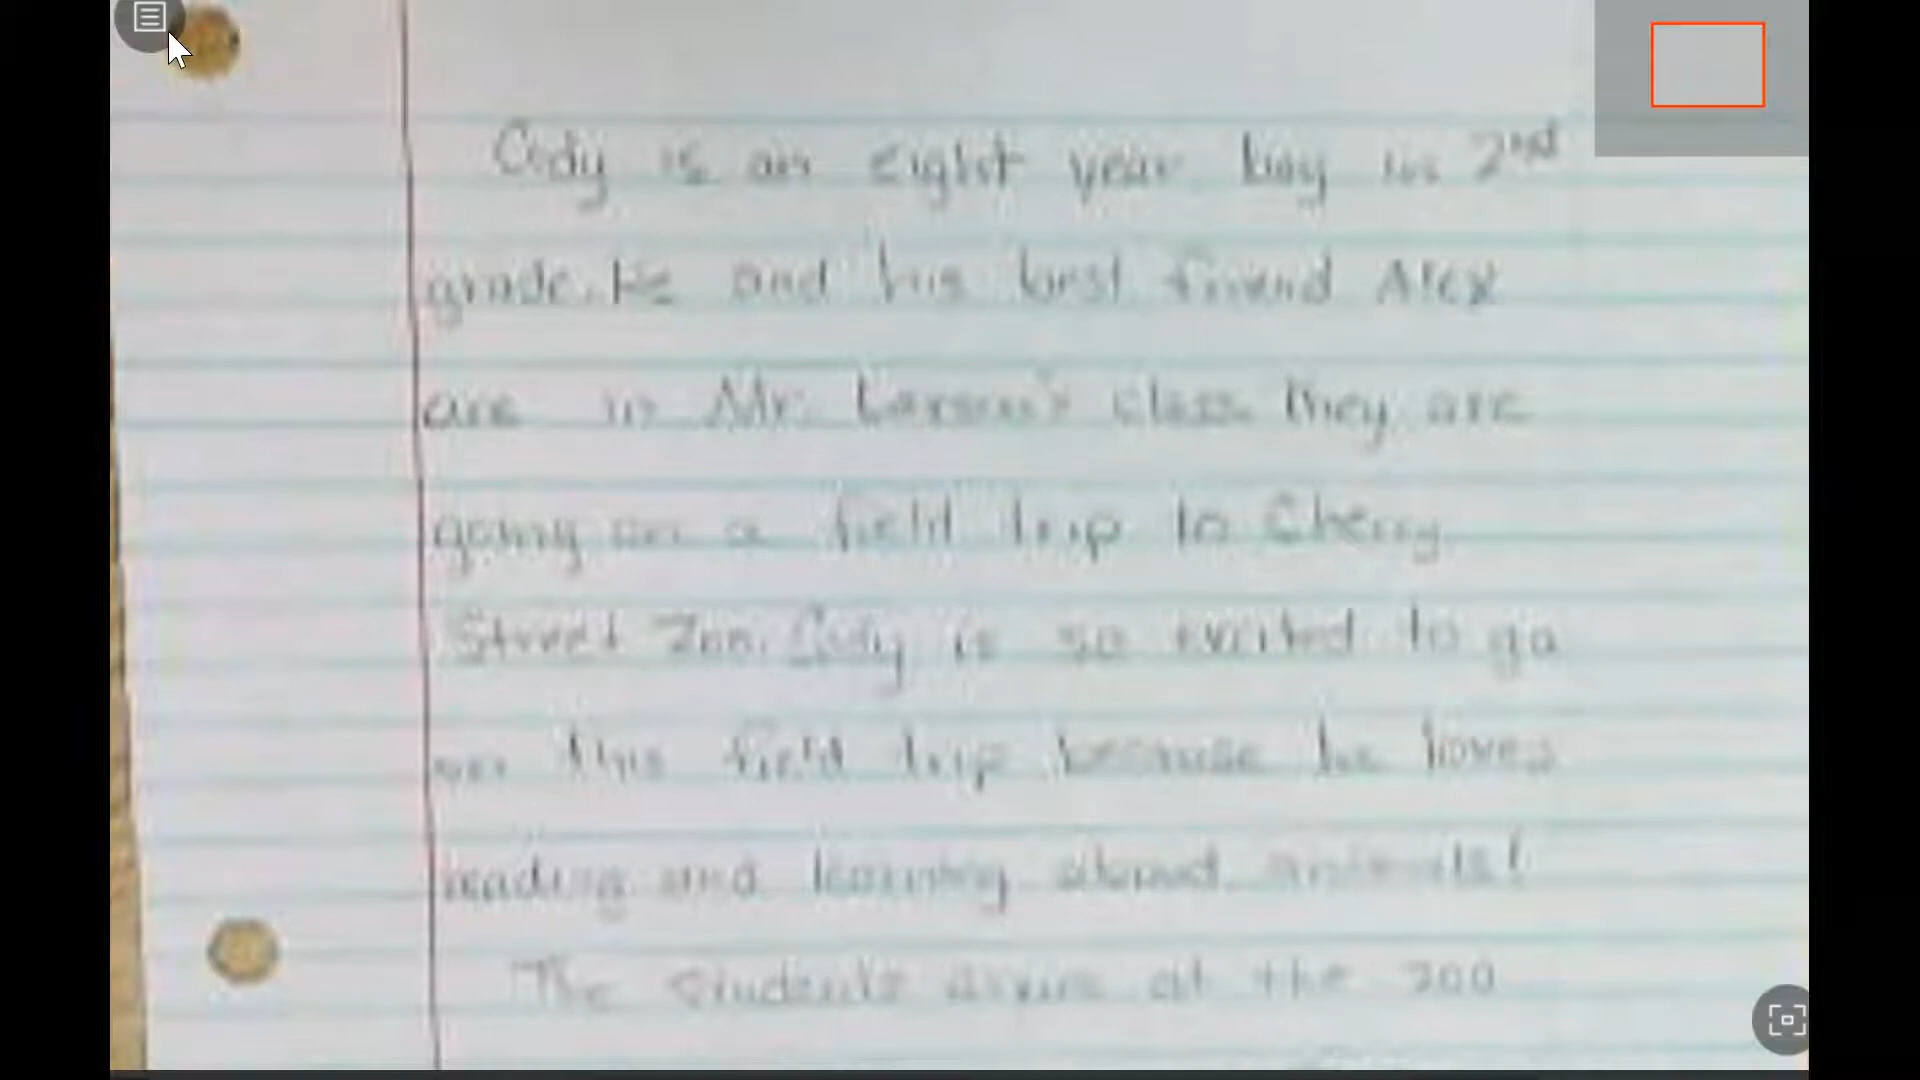 Cody is an eight year boy in 2nd
grade. He and his best friend Alex
are in Mr. Larson's class. They are
going on a field trip to Cherry
Street Zoo. Cody is so excited to go
on this field trip because he loves
reading and learning about animals!
The students arrive at the zoo